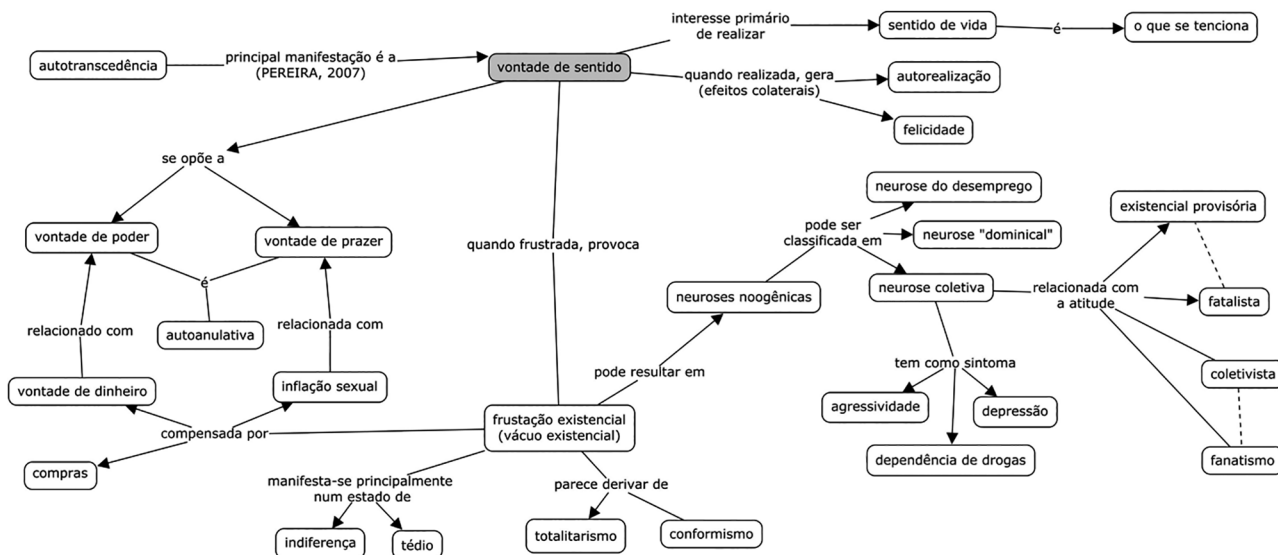 interesse primário
de realizar
sentido de vida
é
o que se tenciona
autotranscedência
principal manifestação é a
(PEREIRA, 2007)
vontade de sentido
quando realizada, gera
(efeitos colaterais)
autorealização
felicidade
se opõe a
vontade de poder
vontade de prazer
é
autoanulativa
relacionado com
relacionada com
vontade de dinheiro
inflação sexual
compensada por
compras
quando frustrada, provoca
frustação existencial
(vácuo existencial)
manifesta-se principalmente
num estado de
indiferença
tédio
parece derivar de
totalitarismo
conformismo
pode resultar em
neuroses noogênicas
pode ser
classificada em
neurose do desemprego
neurose "dominical"
neurose coletiva
tem como sintoma
agressividade
depressão
dependência de drogas
relacionada com
a atitude
existencial provisória
fatalista
coletivista
fanatismo